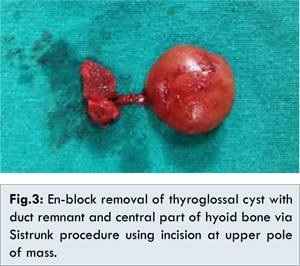 Fig.3: En-block removal of thyroglossal cyst with
duct remnant and central part of hyoid bone via
Sistrunk procedure using incision at upper pole
of mass.